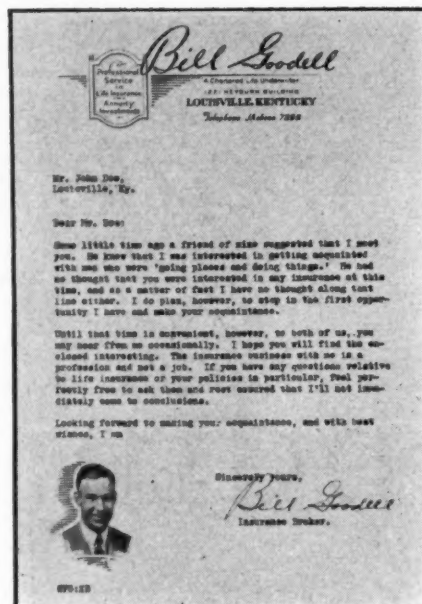 Bill Goodell
Professional
Service
in
Life Insurance
and
Annuity
Investments
A Chartered Life Underwriter
1221 HEYBURN BUILDING
LOUISVILLE, KENTUCKY
Telephone JAckson 7596
Mr. John Doe,
Louisville, Ky.
Dear Mr. Doe:
Some little time ago a friend of mine suggested that I meet
you. He knew that I was interested in getting acquainted
with men who were 'going places and doing things.' He had
no thought that you were interested in any insurance at this
time, and as a matter of fact I have no thought along that
line either. I do plan, however, to stop in the first oppor-
tunity I have and make your acquaintance.
Until that time is convenient, however, to both of us, you
may hear from me occasionally. I hope you will find the en-
closed interesting. The insurance business with me is a
profession and not a job. If you have any questions relative
to life insurance or your policies in particular, feel per-
fectly free to ask them and rest assured that I'll not imme-
diately come to conclusions.
Looking forward to making your acquaintance, and with best
wishes, I am
Sincerely yours,
Bill Goodell
Insurance Broker.